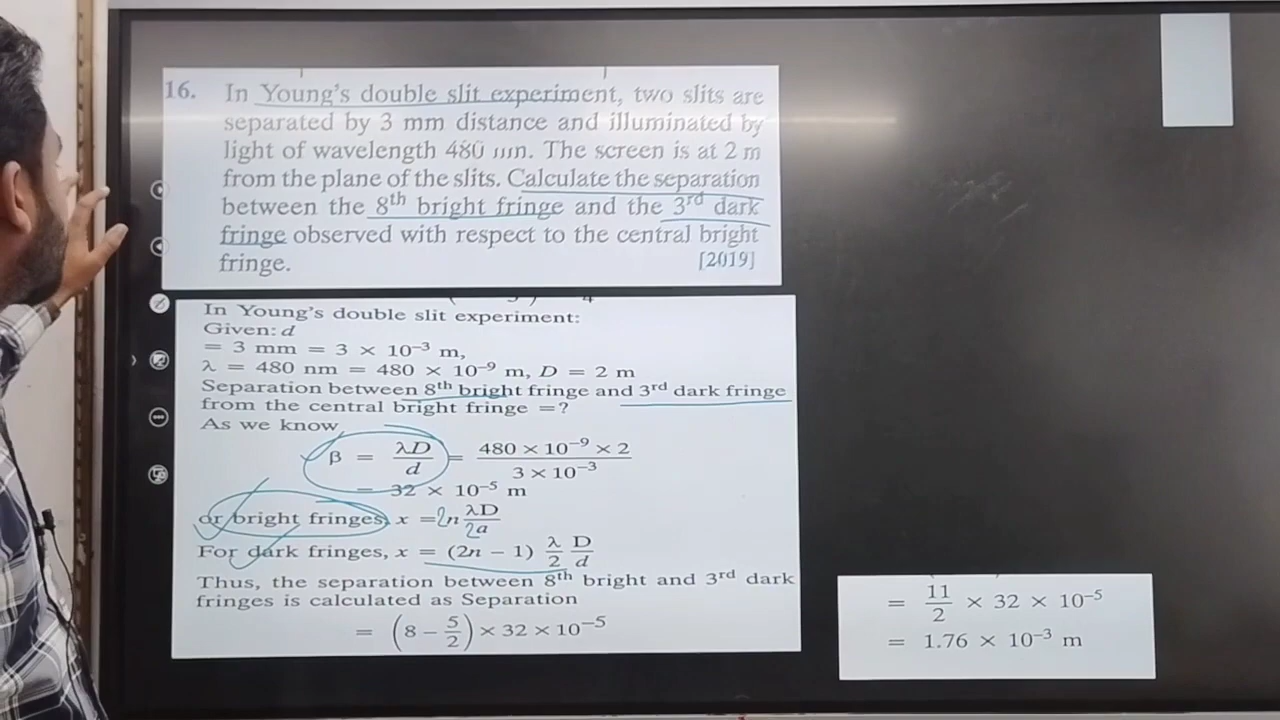 16. In Young's double slit experiment, two slits are
separated by 3 mm distance and illuminated by
light of wavelength 480 nm. The screen is at 2 m
from the plane of the slits. Calculate the separation
between the 8th bright fringe and the 3rd dark
fringe observed with respect to the central bright
fringe. [2019]
In Young's double slit experiment:
Given: d
= 3 mm = 3 × 10⁻³ m,
λ = 480 nm = 480 × 10⁻⁹ m, D = 2 m
Separation between 8th bright fringe and 3rd dark fringe
from the central bright fringe =?
As we know
β = λD/d = (480 × 10⁻⁹ × 2)/(3 × 10⁻³)
= 32 × 10⁻⁵ m
or bright fringes, x = 2n λD/2a
For dark fringes, x = (2n − 1) λ/2 D/d
Thus, the separation between 8th bright and 3rd dark
fringes is calculated as Separation
= (8 − 5/2) × 32 × 10⁻⁵
= 11/2 × 32 × 10⁻⁵
= 1.76 × 10⁻³ m